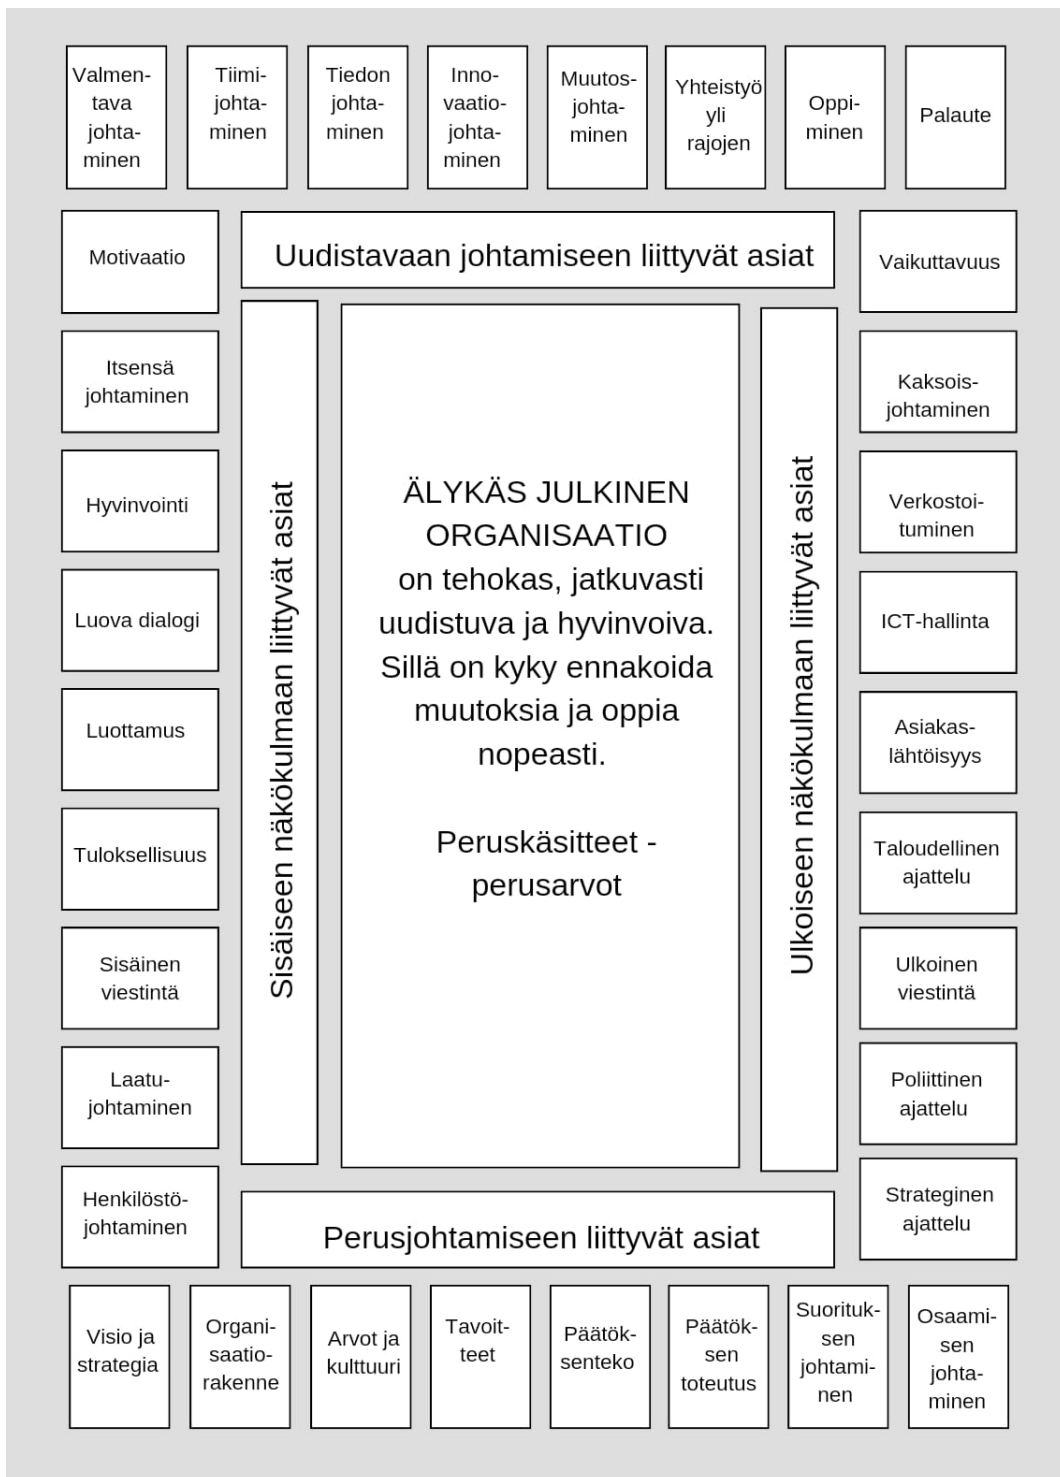 Valmen-
tava
johta-
minen
Tiimi-
johta-
minen
Tiedon
johta-
minen
Inno-
vaatio-
johta-
minen
Muutos-
johta-
minen
Yhteistyö
yli
rajojen
Oppi-
minen
Palaute
Uudistavaan johtamiseen liittyvät asiat
Motivaatio
Itsensä
johtaminen
Hyvinvointi
Luova dialogi
Luottamus
Tuloksellisuus
Sisäinen
viestintä
Laatu-
johtaminen
Henkilöstö-
johtaminen
Sisäiseen näkökulmaan liittyvät asiat
ÄLYKÄS JULKINEN
ORGANISAATIO
on tehokas, jatkuvasti
uudistuva ja hyvinvoiva.
Sillä on kyky ennakoida
muutoksia ja oppia
nopeasti.
Peruskäsitteet -
perusarvot
Ulkoiseen näkökulmaan liittyvät asiat
Vaikuttavuus
Kaksois-
johtaminen
Verkostoi-
tuminen
ICT-hallinta
Asiakas-
lähtöisyys
Taloudellinen
ajattelu
Ulkoinen
viestintä
Poliittinen
ajattelu
Strateginen
ajattelu
Perusjohtamiseen liittyvät asiat
Visio ja
strategia
Organi-
saatio-
rakenne
Arvot ja
kulttuuri
Tavoit-
teet
Päätök-
senteko
Päätök-
sen
toteutus
Suorituk-
sen
johtami-
nen
Osaami-
sen
johta-
minen